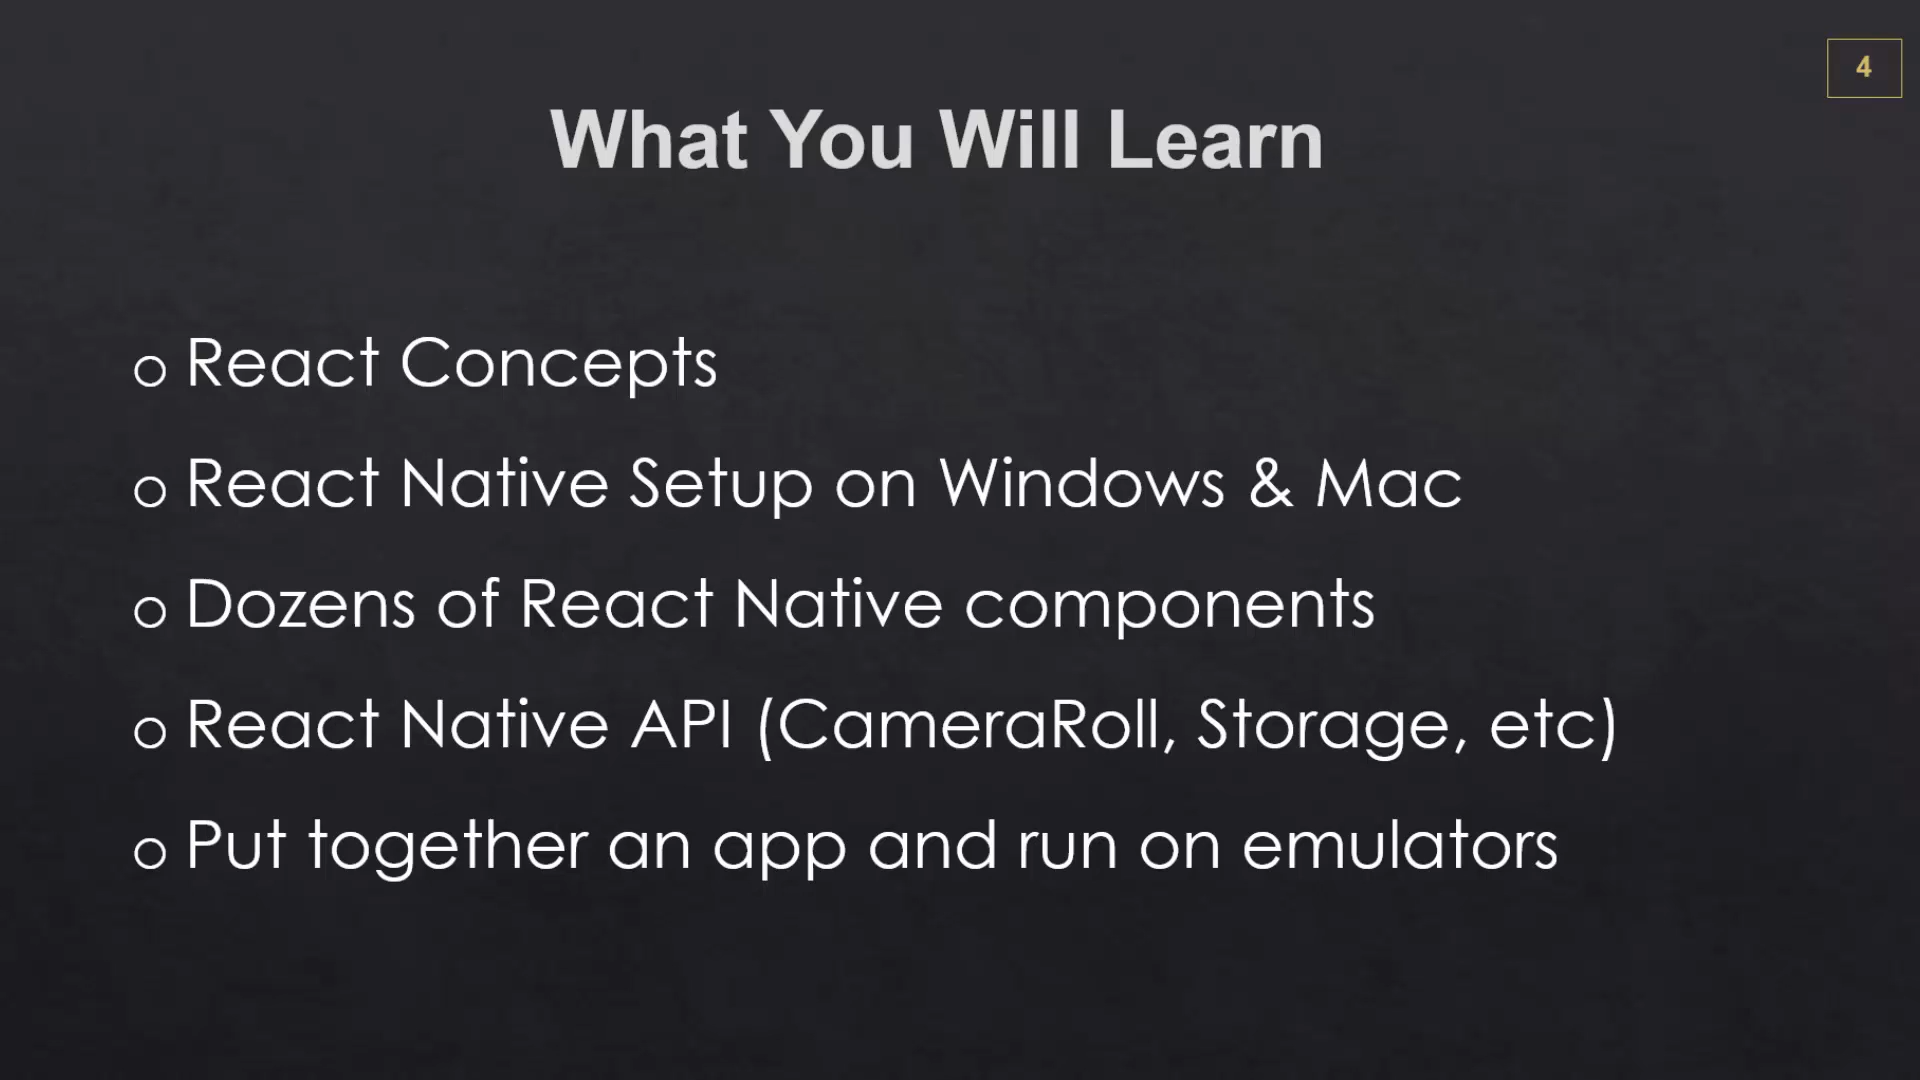 4
What You Will Learn
o React Concepts
o React Native Setup on Windows & Mac
o Dozens of React Native components
o React Native API (CameraRoll, Storage, etc)
o Put together an app and run on emulators